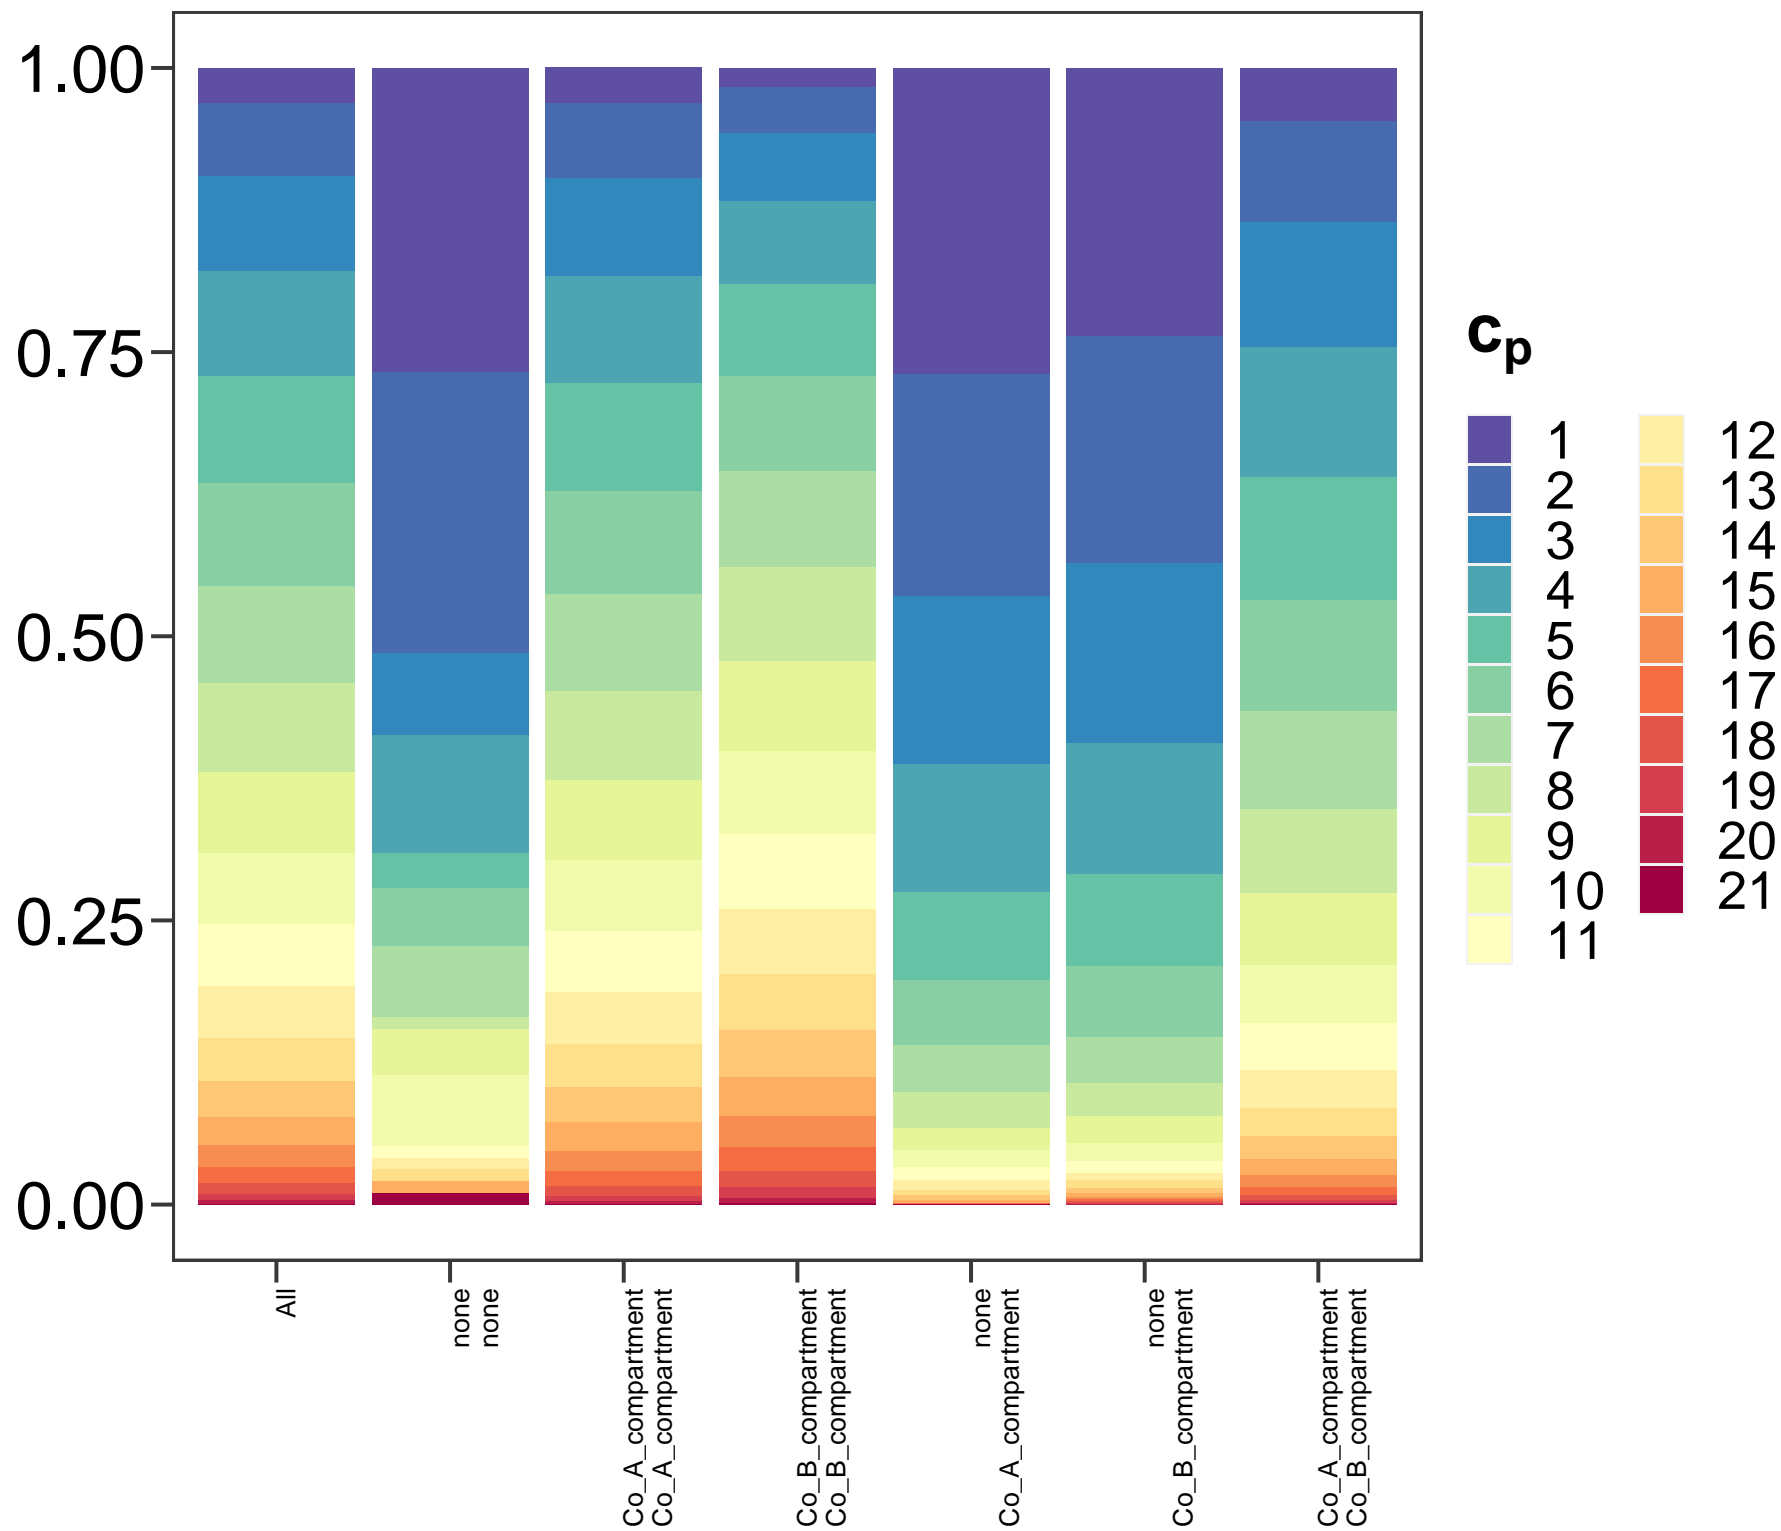 1.00
0.75
0.50
0.25
0.00
All
none
none
Co_A_compartment
Co_A_compartment
Co_B_compartment
Co_B_compartment
none
Co_A_compartment
none
Co_B_compartment
Co_A_compartment
Co_B_compartment
cp
1
2
3
4
5
6
7
8
9
10
11
12
13
14
15
16
17
18
19
20
21